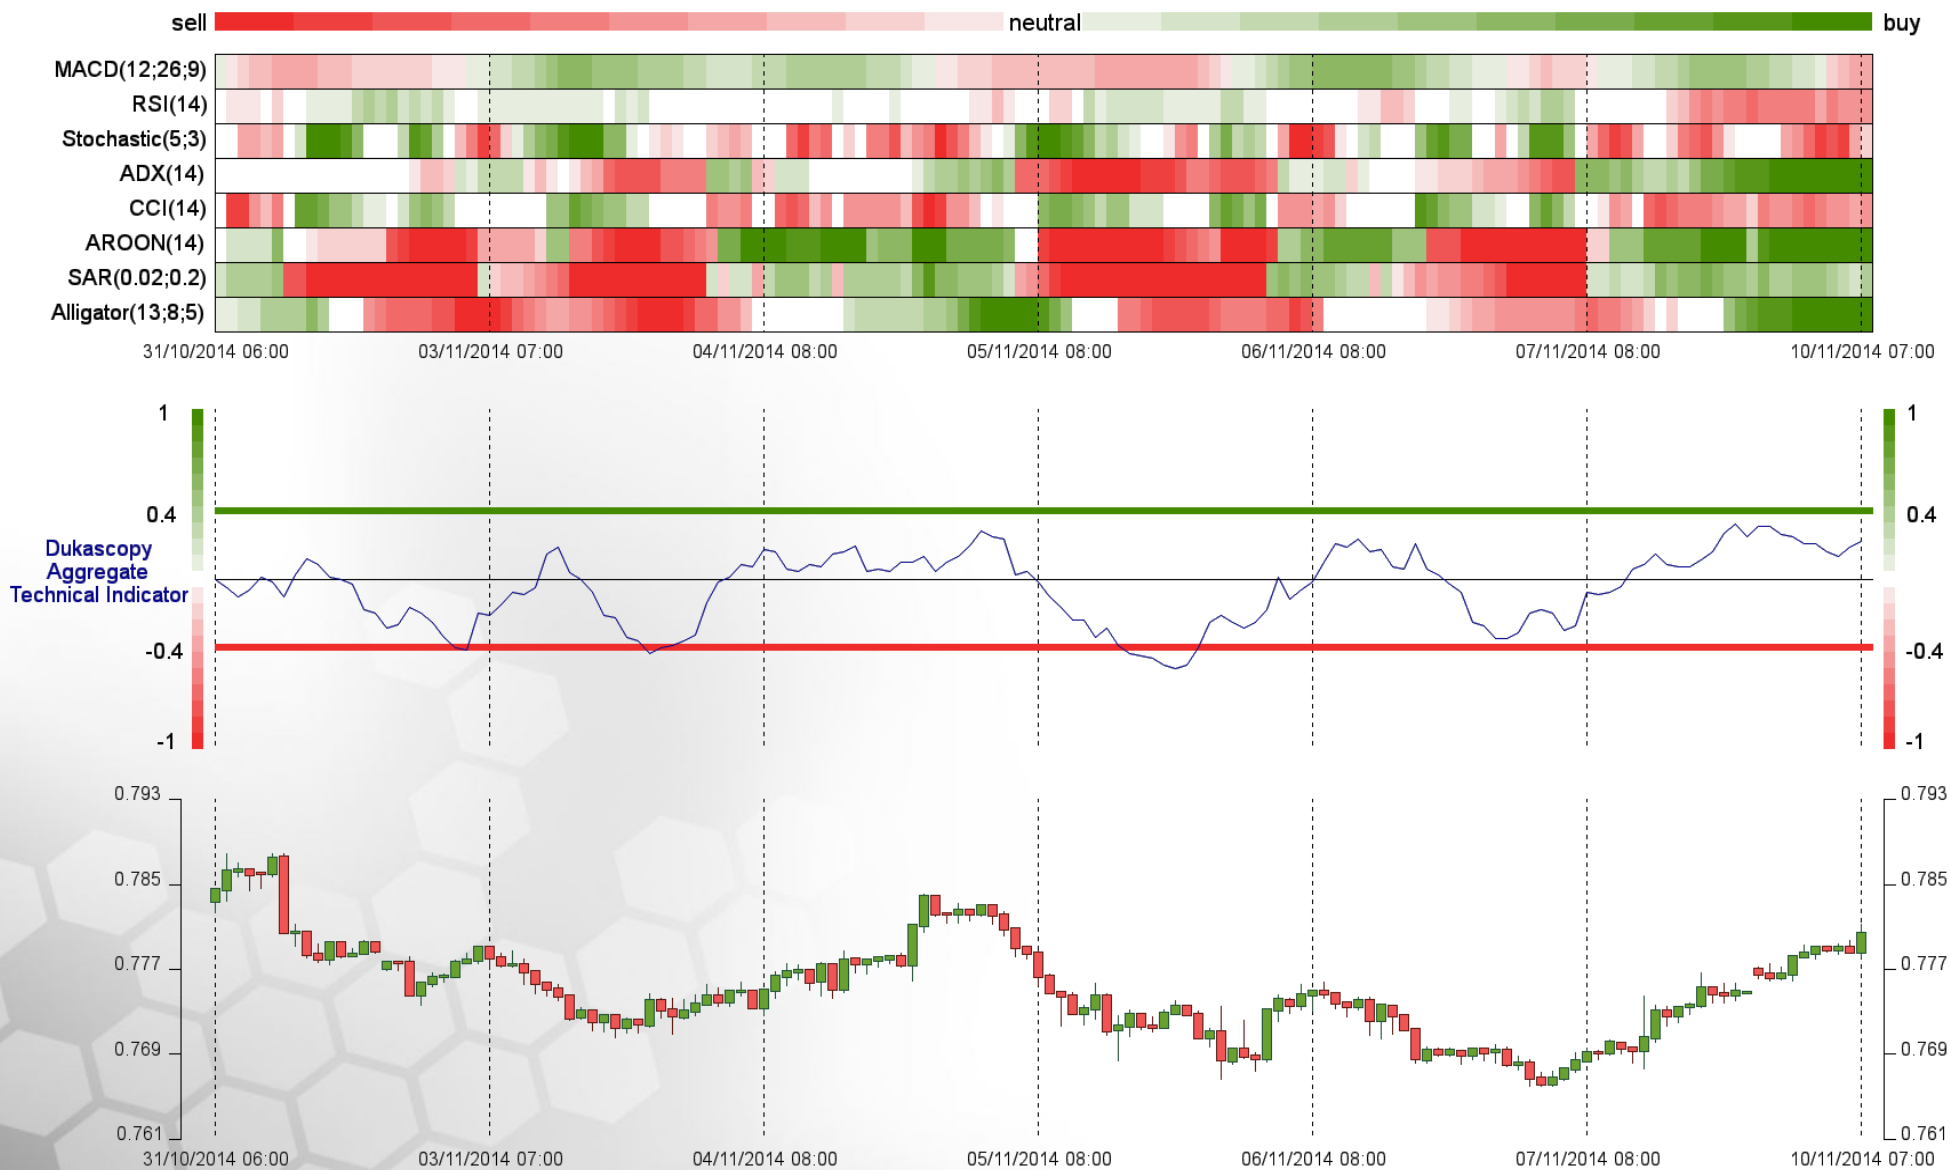 sell neutral buy
MACD(12;26;9)
RSI(14)
Stochastic(5;3)
ADX(14)
CCI(14)
AROON(14)
SAR(0.02;0.2)
Alligator(13;8;5)
31/10/2014 06:00 03/11/2014 07:00 04/11/2014 08:00 05/11/2014 08:00 06/11/2014 08:00 07/11/2014 08:00 10/11/2014 07:00
1 1
0.4 0.4
Dukascopy
Aggregate
Technical Indicator
-0.4 -0.4
-1 -1
0.793 0.793
0.785 0.785
0.777 0.777
0.769 0.769
0.761 0.761
31/10/2014 06:00 03/11/2014 07:00 04/11/2014 08:00 05/11/2014 08:00 06/11/2014 08:00 07/11/2014 08:00 10/11/2014 07:00